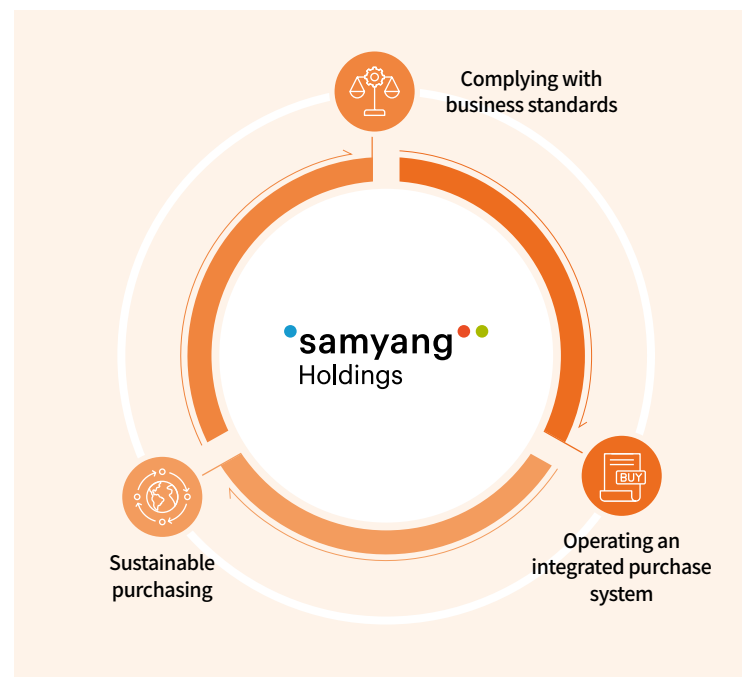 Complying with
business standards
samyang
Holdings
BUY
Operating an
integrated purchase
system
Sustainable
purchasing